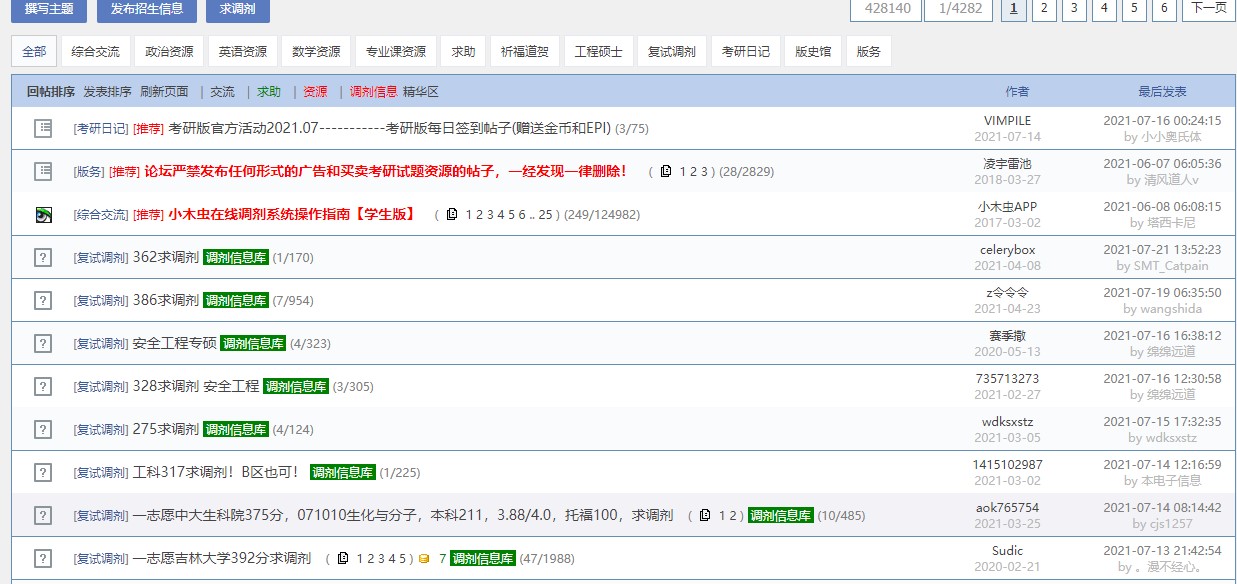 撰写主题 发布招生信息 求调剂 428140 1/4282 1 2 3 4 5 6 下一页
全部 综合交流 政治资源 英语资源 数学资源 专业课资源 求助 祈福道贺 工程硕士 复试调剂 考研日记 版史馆 版务
回帖排序 发表排序 刷新页面 | 交流 | 求助 | 资源 | 调剂信息 精华区 作者 最后发表
[考研日记] [推荐] 考研版官方活动2021.07-----------考研版每日签到帖子(赠送金币和EPI) (3/75) VIMPILE 2021-07-16 00:24:15
2021-07-14 by 小小奥氏体
[版务] [推荐] 论坛严禁发布任何形式的广告和买卖考研试题资源的帖子，一经发现一律删除！ ( 1 2 3 ) (28/2829) 凌宇雷池 2021-06-07 06:05:36
2018-03-27 by 清风道人v
[综合交流] [推荐] 小木虫在线调剂系统操作指南【学生版】 ( 1 2 3 4 5 6 .. 25 ) (249/124982) 小木虫APP 2021-06-08 06:08:15
2017-03-02 by 塔西卡尼
? [复试调剂] 362求调剂 调剂信息库 (1/170) celerybox 2021-07-21 13:52:23
2021-04-08 by SMT_Catpain
? [复试调剂] 386求调剂 调剂信息库 (7/954) z令令令 2021-07-19 06:35:50
2021-04-23 by wangshida
? [复试调剂] 安全工程专硕 调剂信息库 (4/323) 赛季撒 2021-07-16 16:38:12
2020-05-13 by 绵绵远道
? [复试调剂] 328求调剂 安全工程 调剂信息库 (3/305) 735713273 2021-07-16 12:30:58
2021-02-27 by 绵绵远道
? [复试调剂] 275求调剂 调剂信息库 (4/124) wdksxstz 2021-07-15 17:32:35
2021-03-05 by wdksxstz
? [复试调剂] 工科317求调剂！B区也可！ 调剂信息库 (1/225) 1415102987 2021-07-14 12:16:59
2021-03-02 by 本电子信息
? [复试调剂] 一志愿中大生科院375分，071010生化与分子，本科211，3.88/4.0，托福100，求调剂 ( 1 2 ) 调剂信息库 (10/485) aok765754 2021-07-14 08:14:42
2021-03-25 by cjs1257
? [复试调剂] 一志愿吉林大学392分求调剂 ( 1 2 3 4 5 ) 7 调剂信息库 (47/1988) Sudic 2021-07-13 21:42:54
2020-02-21 by 。漫不经心。